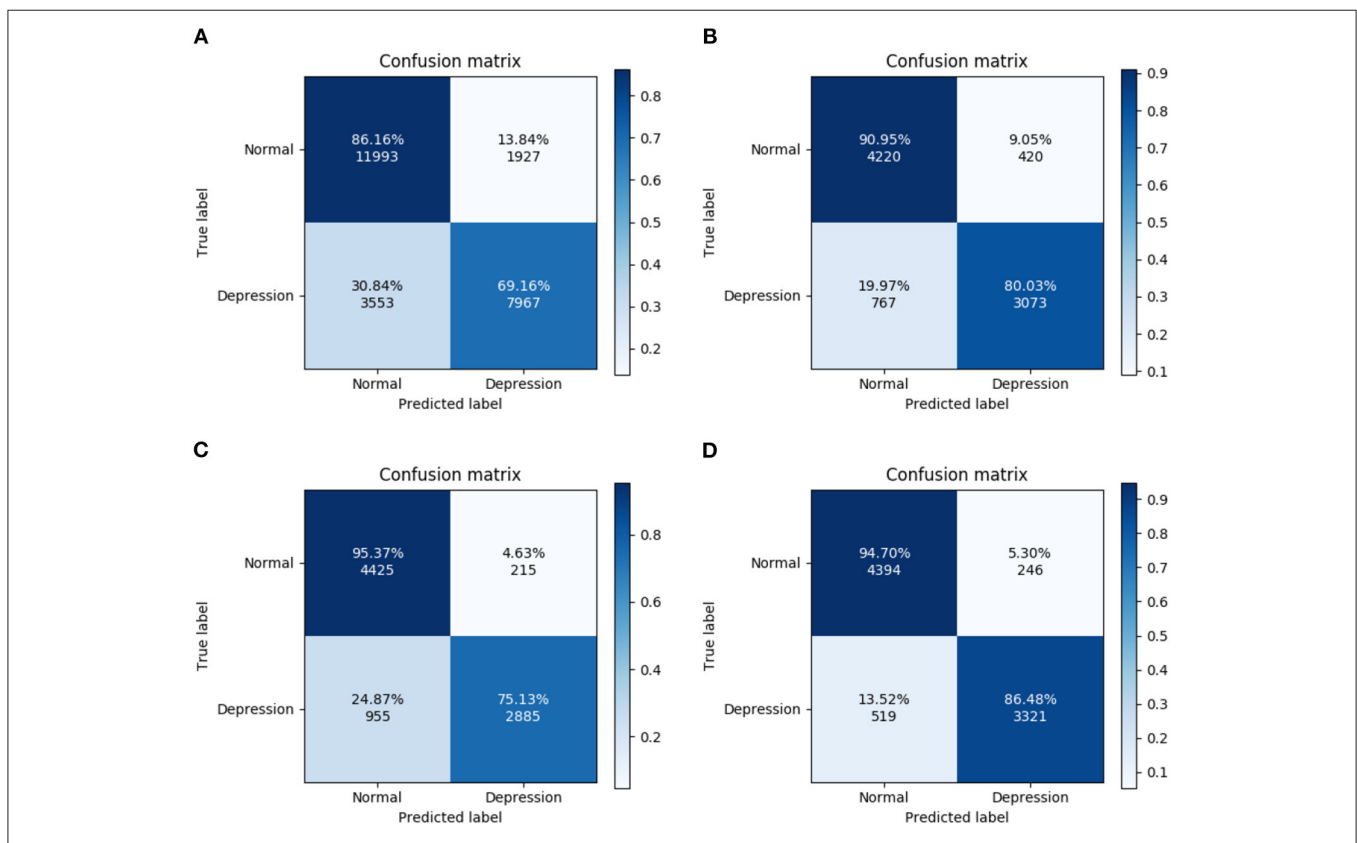 A
Confusion matrix
86.16%
11993
13.84%
1927
30.84%
3553
69.16%
7967
Normal
Depression
True label
Normal
Depression
Predicted label
0.8
0.7
0.6
0.5
0.4
0.3
0.2
B
Confusion matrix
90.95%
4220
9.05%
420
19.97%
767
80.03%
3073
Normal
Depression
True label
Normal
Depression
Predicted label
0.9
0.8
0.7
0.6
0.5
0.4
0.3
0.2
0.1
C
Confusion matrix
95.37%
4425
4.63%
215
24.87%
955
75.13%
2885
Normal
Depression
True label
Normal
Depression
Predicted label
0.8
0.6
0.4
0.2
D
Confusion matrix
94.70%
4394
5.30%
246
13.52%
519
86.48%
3321
Normal
Depression
True label
Normal
Depression
Predicted label
0.9
0.8
0.7
0.6
0.5
0.4
0.3
0.2
0.1